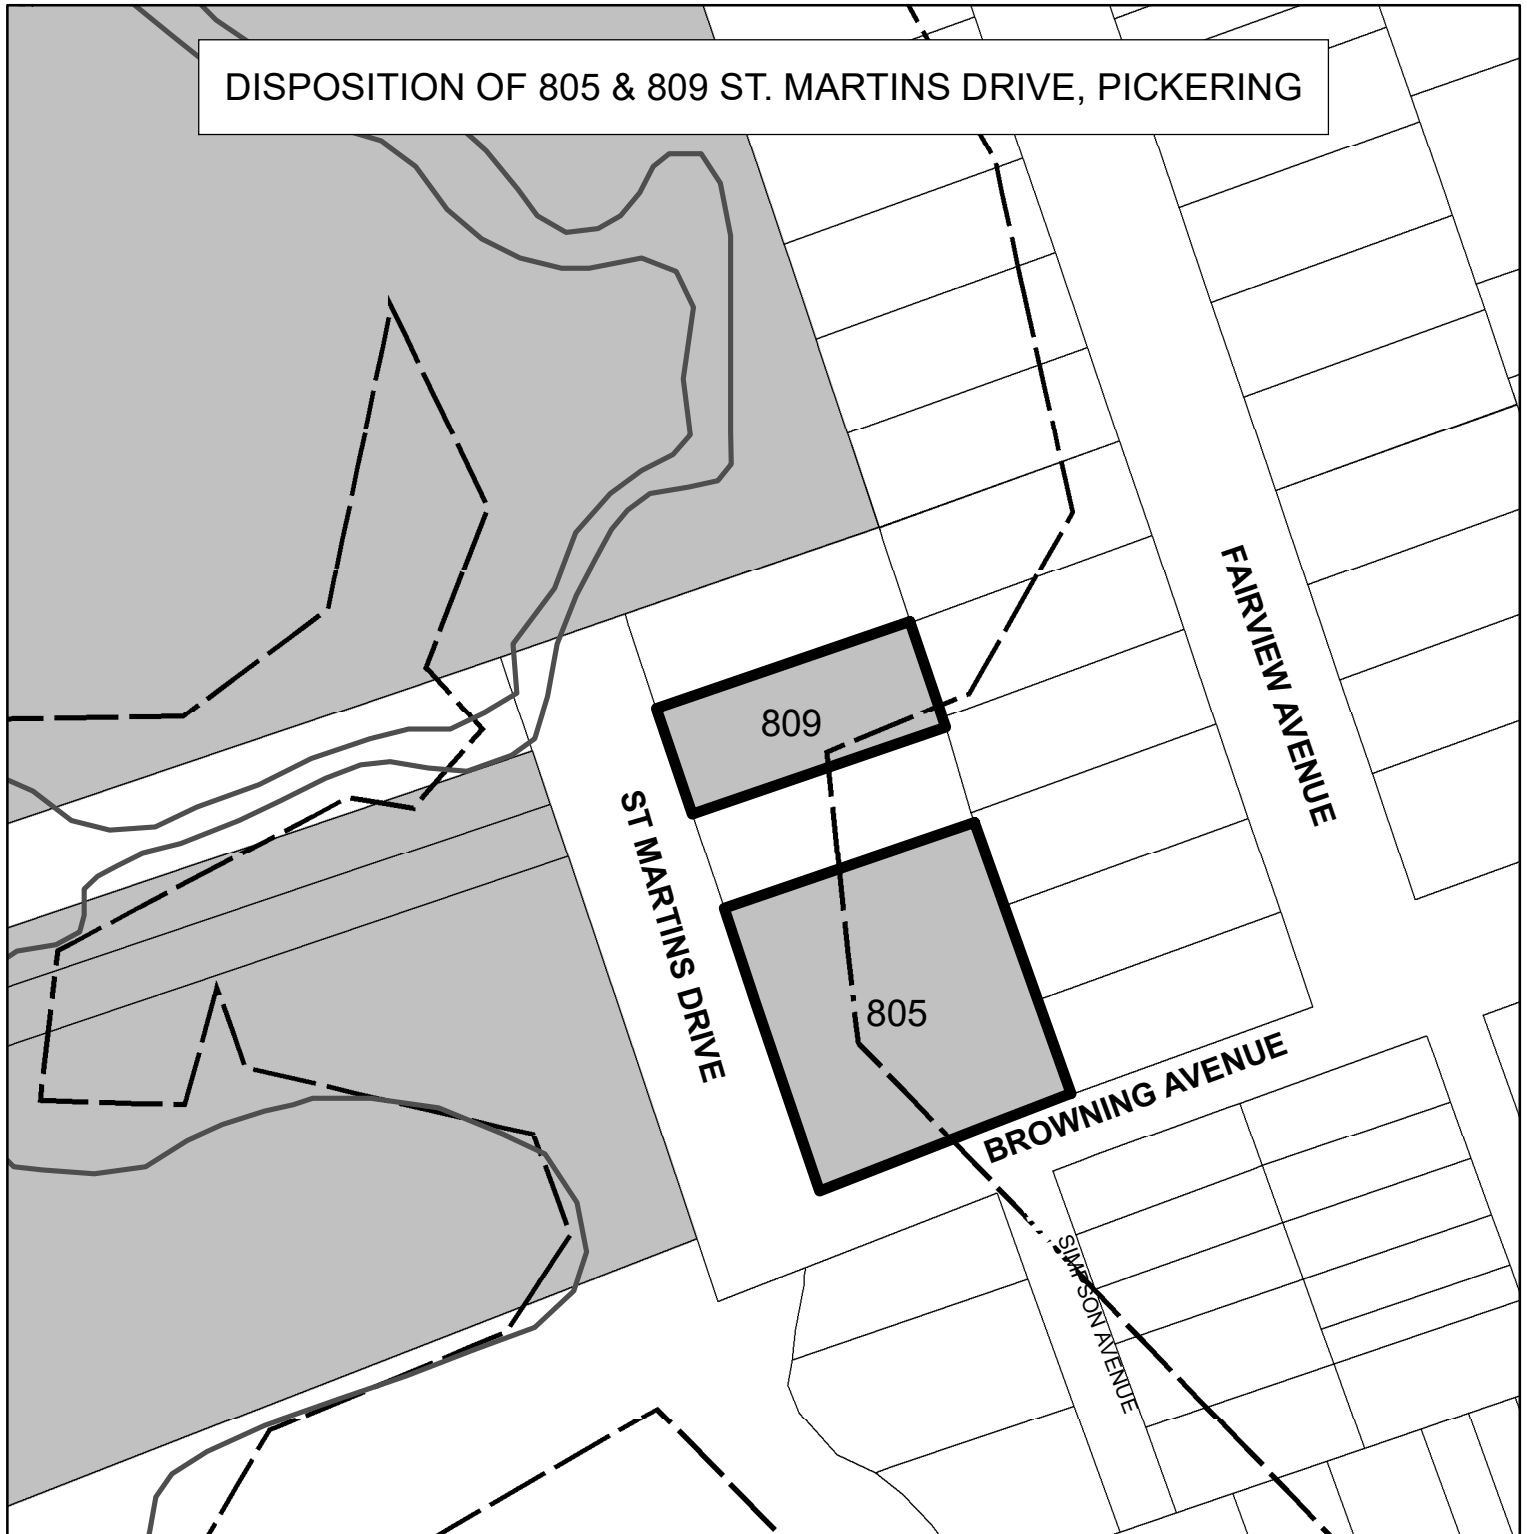 DISPOSITION OF 805 & 809 ST. MARTINS DRIVE, PICKERING
FAIRVIEW AVENUE
809
ST MARTINS DRIVE
805
BROWNING AVENUE
SIMPSON AVENUE